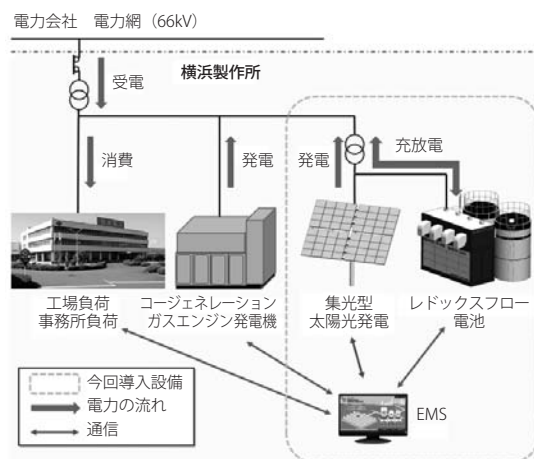 電力会社 電力網（66kV）
受電
横浜製作所
消費
発電
発電
充放電
工場負荷
事務所負荷
コージェネレーション
ガスエンジン発電機
集光型
太陽光発電
レドックスフロー
電池
今回導入設備
電力の流れ
通信
EMS